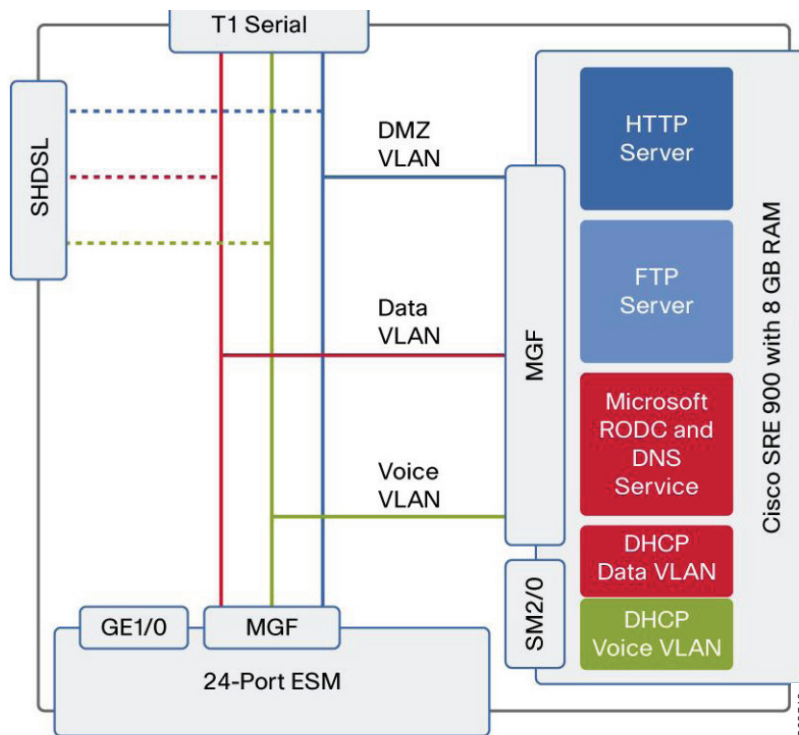 T1 Serial
SHDSL
DMZ
VLAN
Data
VLAN
Voice
VLAN
MGF
HTTP
Server
FTP
Server
Microsoft
RODC and
DNS
Service
DHCP
Data VLAN
DHCP
Voice VLAN
Cisco SRE 900 with 8 GB RAM
SM2/0
GE1/0
MGF
24-Port ESM